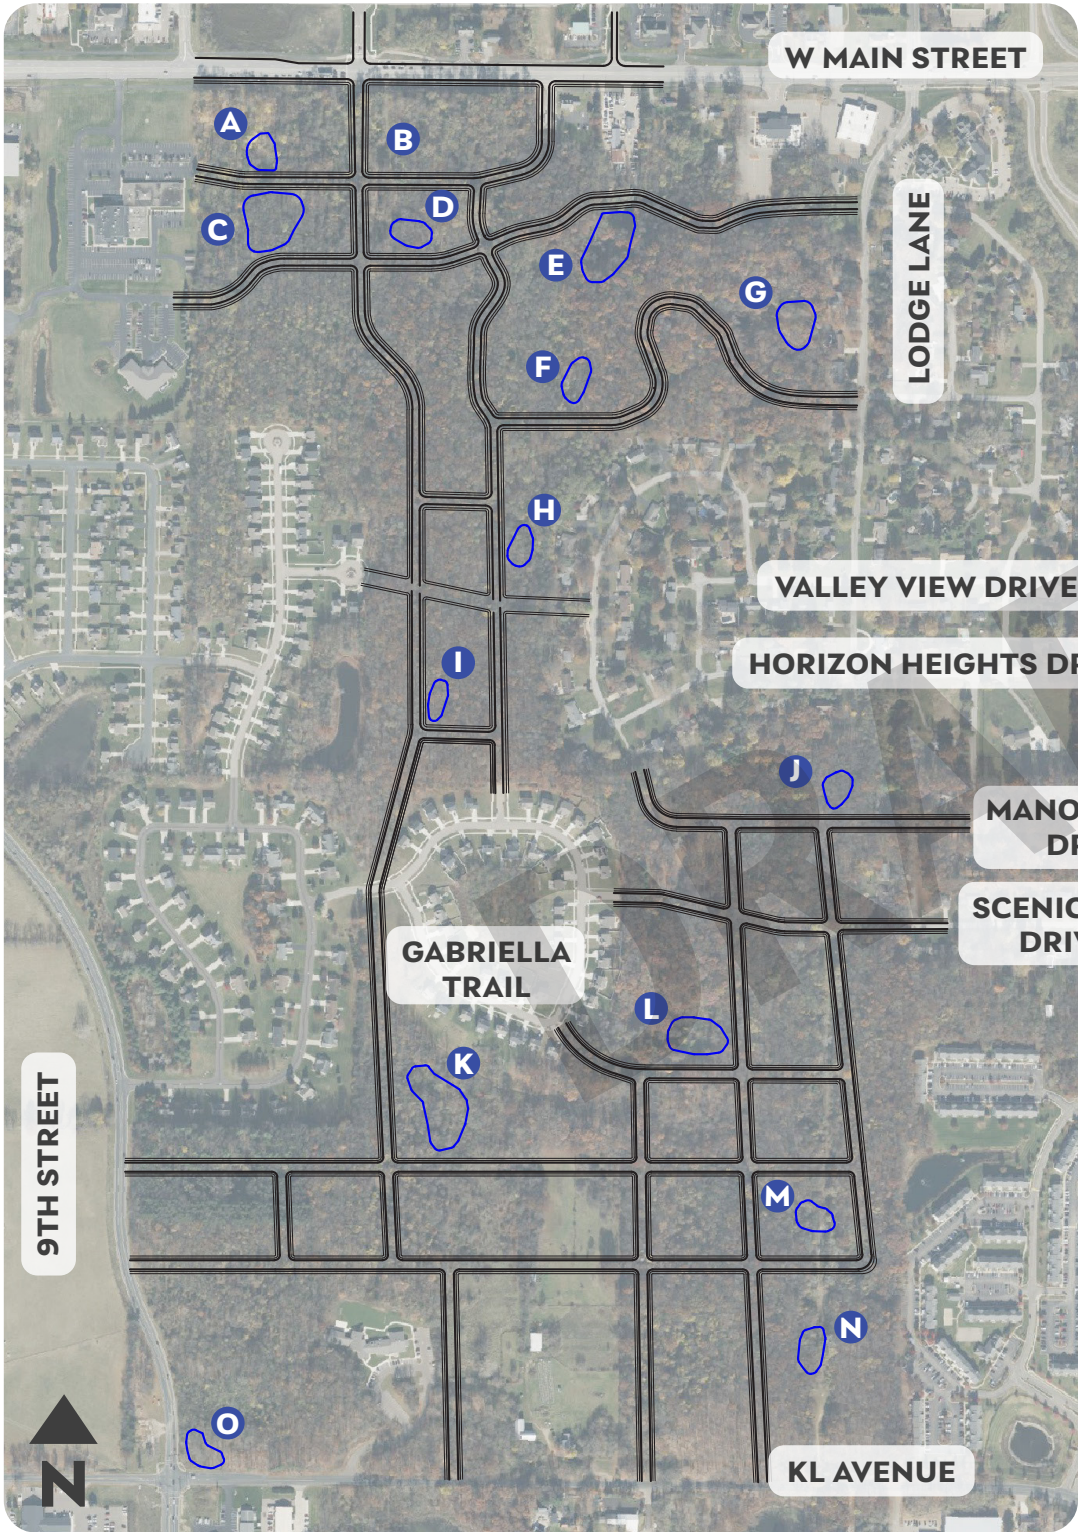 W MAIN STREET
A
B
C
D
LODGE LANE
E
G
F
H
VALLEY VIEW DRIVE
I
HORIZON HEIGHTS DR
J
MANO
DR
SCENIC
DRIV
GABRIELLA
TRAIL
L
K
9TH STREET
M
N
O
KL AVENUE
N